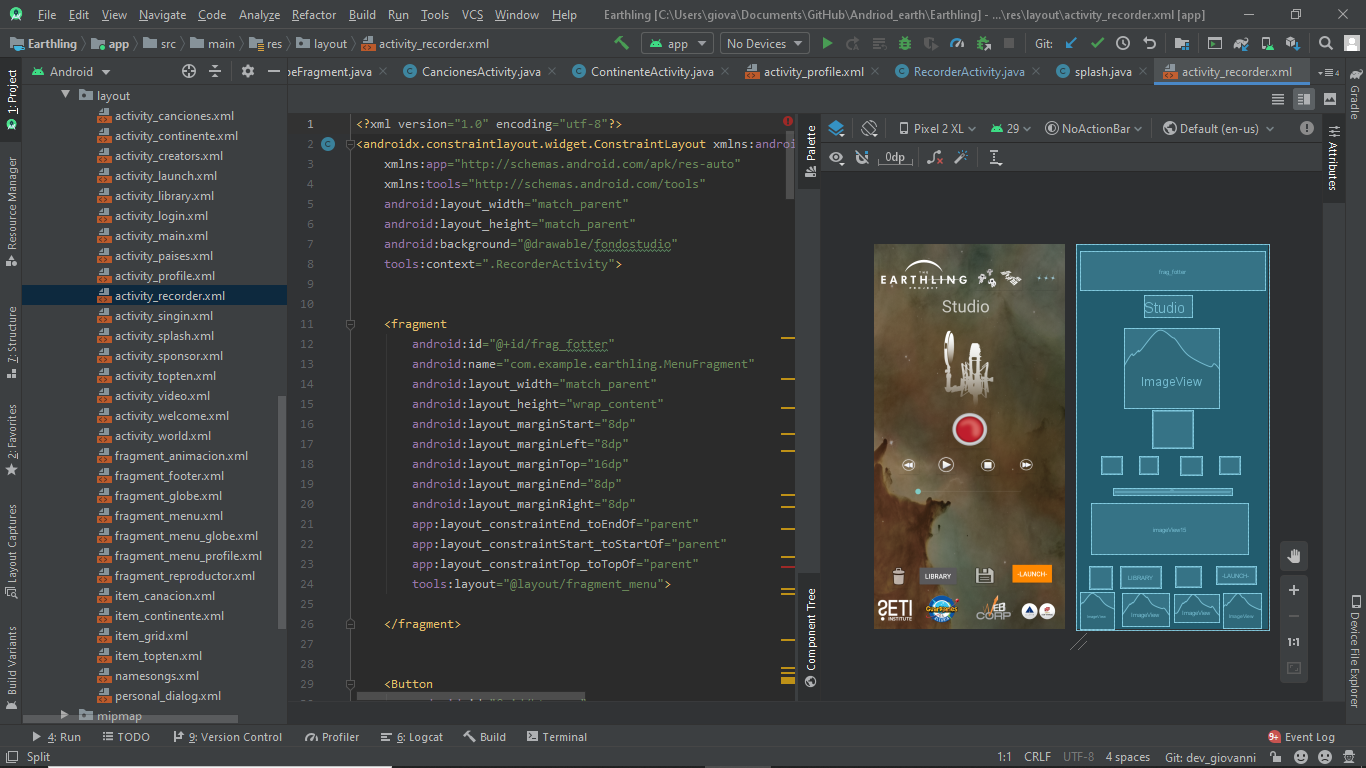 File Edit View Navigate Code Analyze Refactor Build Run Tools VCS Window Help Earthling [C:\Users\giova\Documents\GitHub\Andriod_earth\Earthling] - ...\res\layout\activity_recorder.xml [app]
Earthling app src main res layout activity_recorder.xml app No Devices Git:
Android peFragment.java CancionesActivity.java ContinenteActivity.java activity_profile.xml RecorderActivity.java splash.java activity_recorder.xml 4
1: Project
Resource Manager
7: Structure
2: Favorites
Layout Captures
Build Variants
layout
activity_canciones.xml
activity_continente.xml
activity_creators.xml
activity_launch.xml
activity_library.xml
activity_login.xml
activity_main.xml
activity_paises.xml
activity_profile.xml
activity_recorder.xml
activity_singin.xml
activity_splash.xml
activity_sponsor.xml
activity_topten.xml
activity_video.xml
activity_welcome.xml
activity_world.xml
fragment_animacion.xml
fragment_footer.xml
fragment_globe.xml
fragment_menu.xml
fragment_menu_globe.xml
fragment_menu_profile.xml
fragment_reproductor.xml
item_canacion.xml
item_continente.xml
item_grid.xml
item_topten.xml
namesongs.xml
personal_dialog.xml
mipmap
1 <?xml version="1.0" encoding="utf-8"?>
2 <androidx.constraintlayout.widget.ConstraintLayout xmlns:androi
3 xmlns:app="http://schemas.android.com/apk/res-auto"
4 xmlns:tools="http://schemas.android.com/tools"
5 android:layout_width="match_parent"
6 android:layout_height="match_parent"
7 android:background="@drawable/fondostudio"
8 tools:context=".RecorderActivity">
9
10
11 <fragment
12 android:id="@+id/frag_fotter"
13 android:name="com.example.earthling.MenuFragment"
14 android:layout_width="match_parent"
15 android:layout_height="wrap_content"
16 android:layout_marginStart="8dp"
17 android:layout_marginLeft="8dp"
18 android:layout_marginTop="16dp"
19 android:layout_marginEnd="8dp"
20 android:layout_marginRight="8dp"
21 app:layout_constraintEnd_toEndOf="parent"
22 app:layout_constraintStart_toStartOf="parent"
23 app:layout_constraintTop_toTopOf="parent"
24 tools:layout="@layout/fragment_menu">
25
26 </fragment>
27
28
29 <Button
Palette
Component Tree
Pixel 2 XL 29 NoActionBar Default (en-us)
0dp
THE
EARTHLING
PROJECT
Studio
LIBRARY
-LAUNCH-
SETI
INSTITUTE
WEB
CORP
frag_fotter
Studio
ImageView
imageView15
LIBRARY
-LAUNCH-
ImageView
ImageView
ImageView
ImageView
1:1
Gradle
Attributes
Device File Explorer
4: Run TODO 9: Version Control Profiler 6: Logcat Build Terminal 9+ Event Log
Split 1:1 CRLF UTF-8 4 spaces Git: dev_giovanni